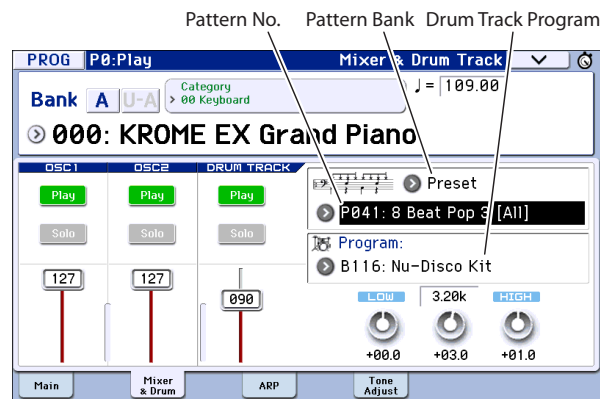 Pattern No. Pattern Bank Drum Track Program
PROG P0:Play Mixer & Drum Track
Bank A U-A Category 00 Keyboard ♩= 109.00
000: KROME EX Grand Piano
OSC1 OSC2 DRUM TRACK
Preset
Play Play Play
P041: 8 Beat Pop 3 [All]
Solo Solo Solo
Program:
B116: Nu-Disco Kit
127 127 090
LOW 3.20k HIGH
+00.0 +03.0 +01.0
Main Mixer & Drum ARP Tone Adjust